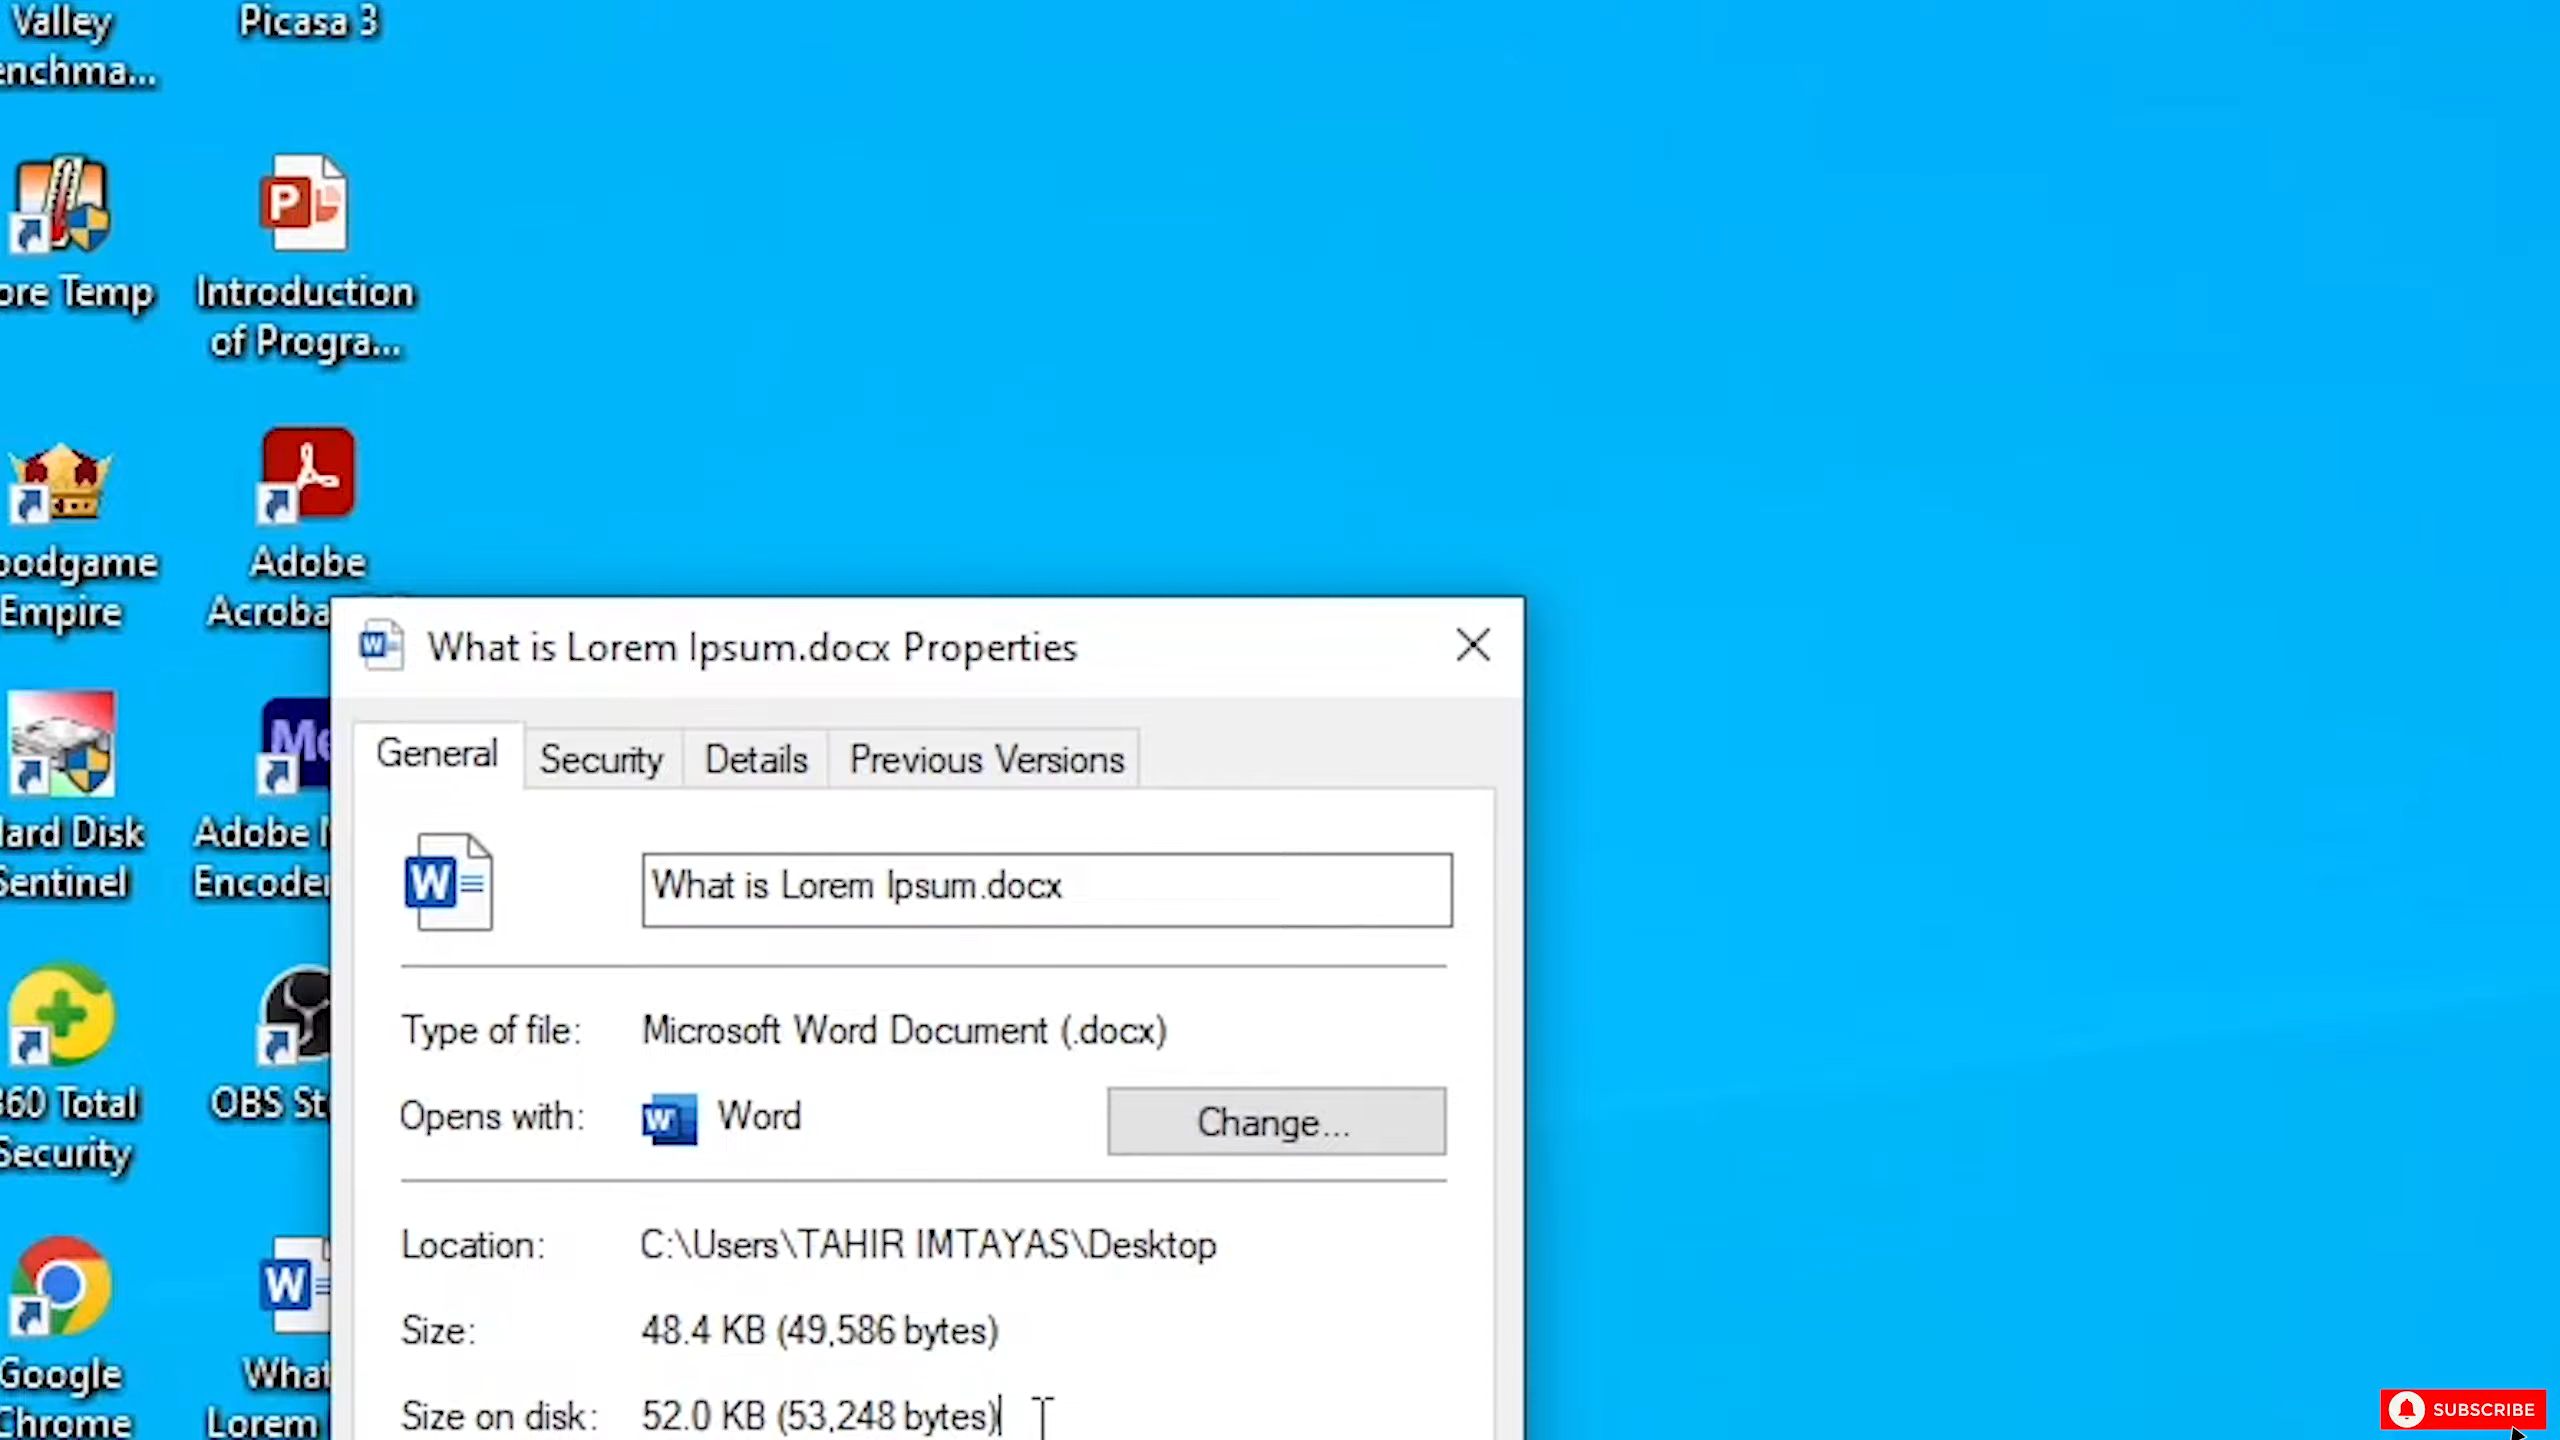 Valley
enchma...
Picasa 3
ore Temp
Introduction
of Progra...
oodgame
Empire
Adobe
Acroba
What is Lorem Ipsum.docx Properties
General Security Details Previous Versions
What is Lorem Ipsum.docx
Type of file: Microsoft Word Document (.docx)
Opens with: Word Change...
Location: C:\Users\TAHIR IMTAYAS\Desktop
Size: 48.4 KB (49,586 bytes)
Size on disk: 52.0 KB (53,248 bytes)
Me
ard Disk
Sentinel
Adobe
Encoder
60 Total
Security
OBS St
Google
Chrome
What
Lorem
SUBSCRIBE